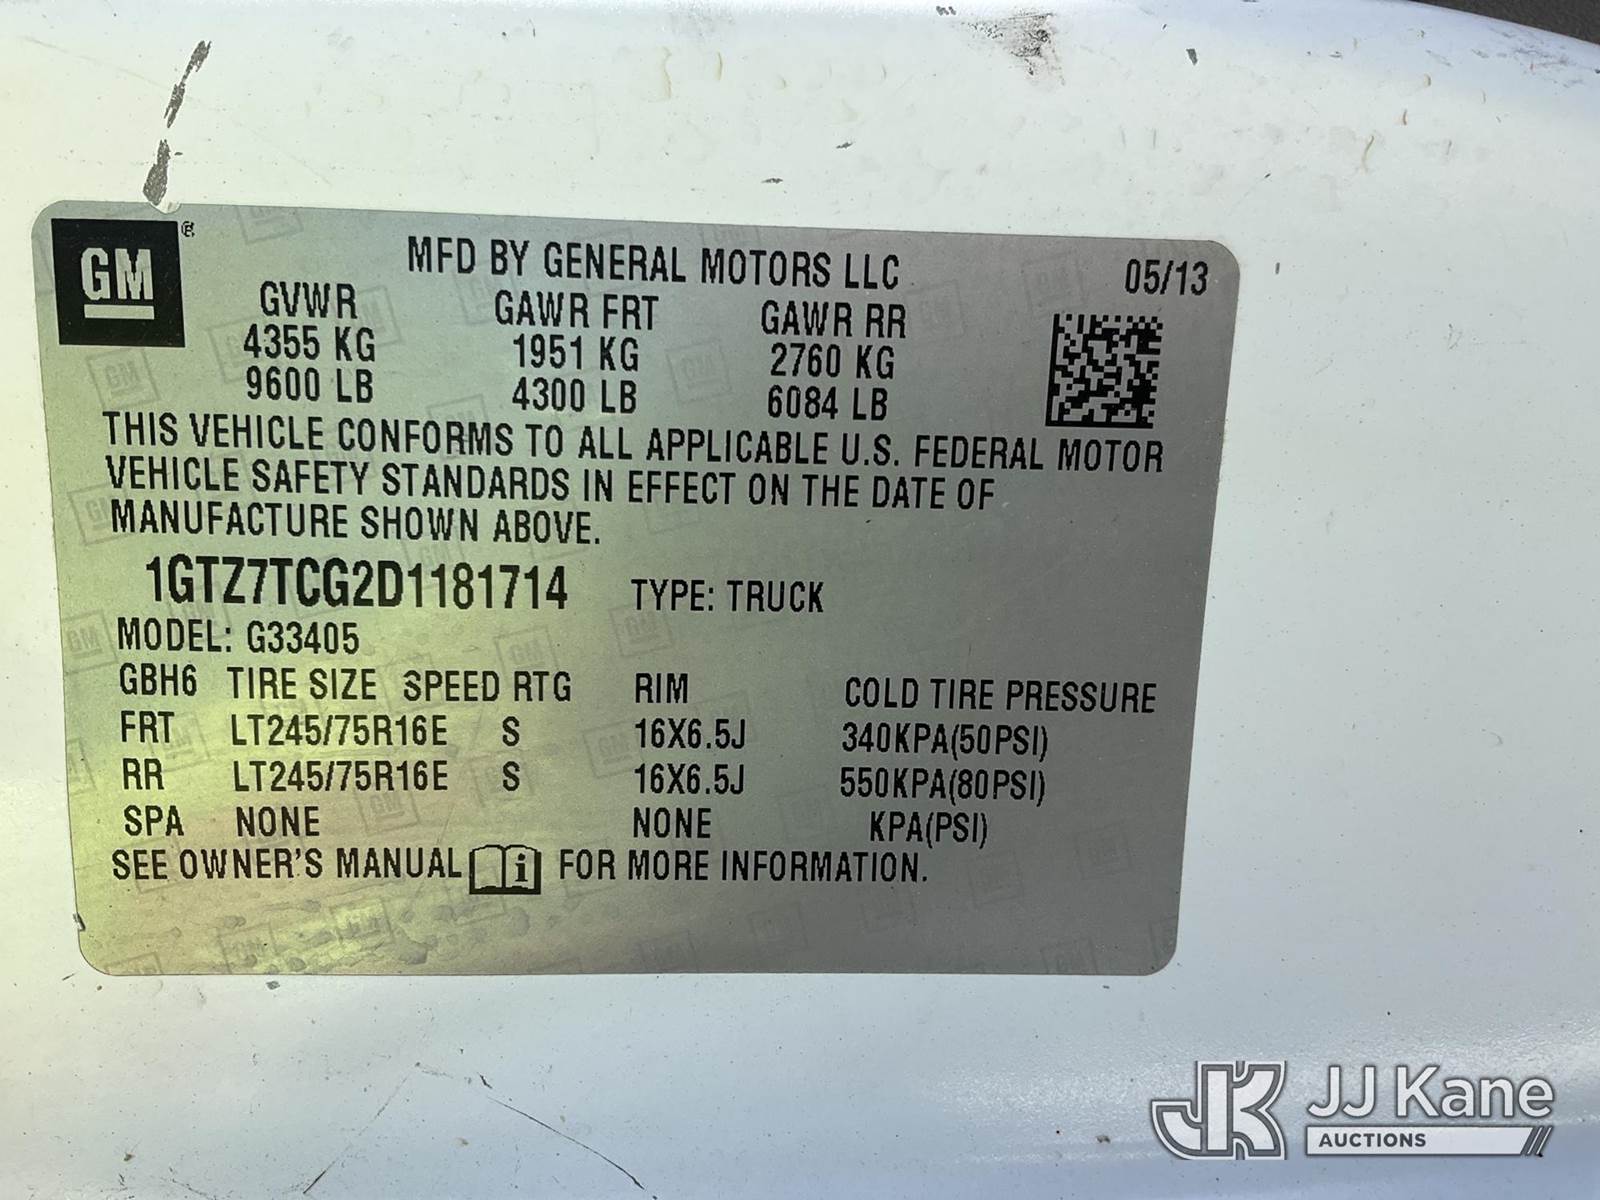 GM ®
MFD BY GENERAL MOTORS LLC 05/13
GVWR GAWR FRT GAWR RR
4355 KG 1951 KG 2760 KG
9600 LB 4300 LB 6084 LB
THIS VEHICLE CONFORMS TO ALL APPLICABLE U.S. FEDERAL MOTOR
VEHICLE SAFETY STANDARDS IN EFFECT ON THE DATE OF
MANUFACTURE SHOWN ABOVE.
1GTZ7TCG2D1181714 TYPE: TRUCK
MODEL: G33405
GBH6 TIRE SIZE SPEED RTG RIM COLD TIRE PRESSURE
FRT LT245/75R16E S 16X6.5J 340KPA(50PSI)
RR LT245/75R16E S 16X6.5J 550KPA(80PSI)
SPA NONE NONE KPA(PSI)
SEE OWNER'S MANUAL i FOR MORE INFORMATION.
JK JJ Kane
AUCTIONS